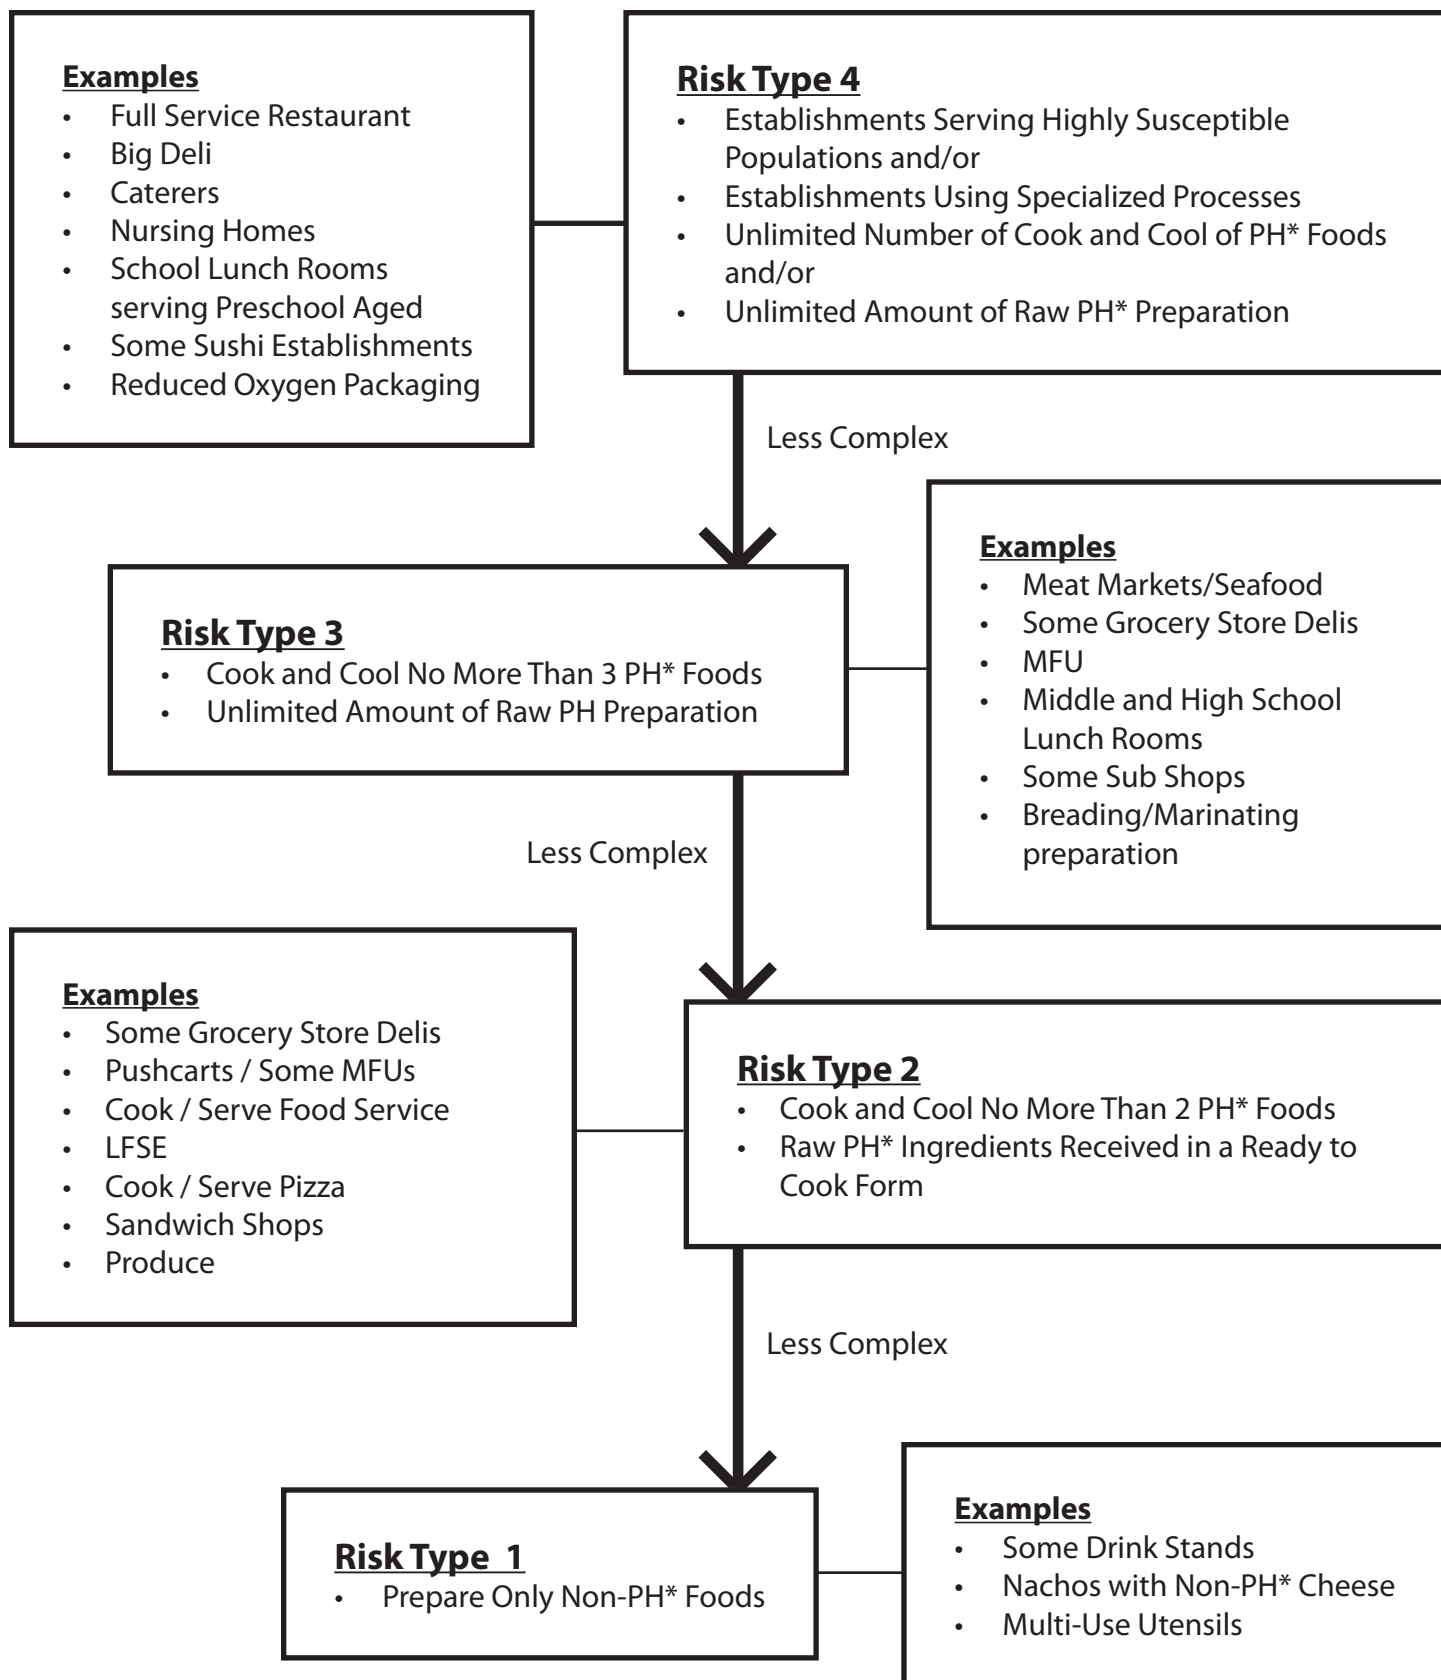 Examples
• Full Service Restaurant
• Big Deli
• Caterers
• Nursing Homes
• School Lunch Rooms
serving Preschool Aged
• Some Sushi Establishments
• Reduced Oxygen Packaging
Risk Type 4
• Establishments Serving Highly Susceptible
Populations and/or
• Establishments Using Specialized Processes
• Unlimited Number of Cook and Cool of PH* Foods
and/or
• Unlimited Amount of Raw PH* Preparation
Less Complex
Risk Type 3
• Cook and Cool No More Than 3 PH* Foods
• Unlimited Amount of Raw PH Preparation
Examples
• Meat Markets/Seafood
• Some Grocery Store Delis
• MFU
• Middle and High School
Lunch Rooms
• Some Sub Shops
• Breading/Marinating
preparation
Less Complex
Examples
• Some Grocery Store Delis
• Pushcarts / Some MFUs
• Cook / Serve Food Service
• LFSE
• Cook / Serve Pizza
• Sandwich Shops
• Produce
Risk Type 2
• Cook and Cool No More Than 2 PH* Foods
• Raw PH* Ingredients Received in a Ready to
Cook Form
Less Complex
Risk Type 1
• Prepare Only Non-PH* Foods
Examples
• Some Drink Stands
• Nachos with Non-PH* Cheese
• Multi-Use Utensils